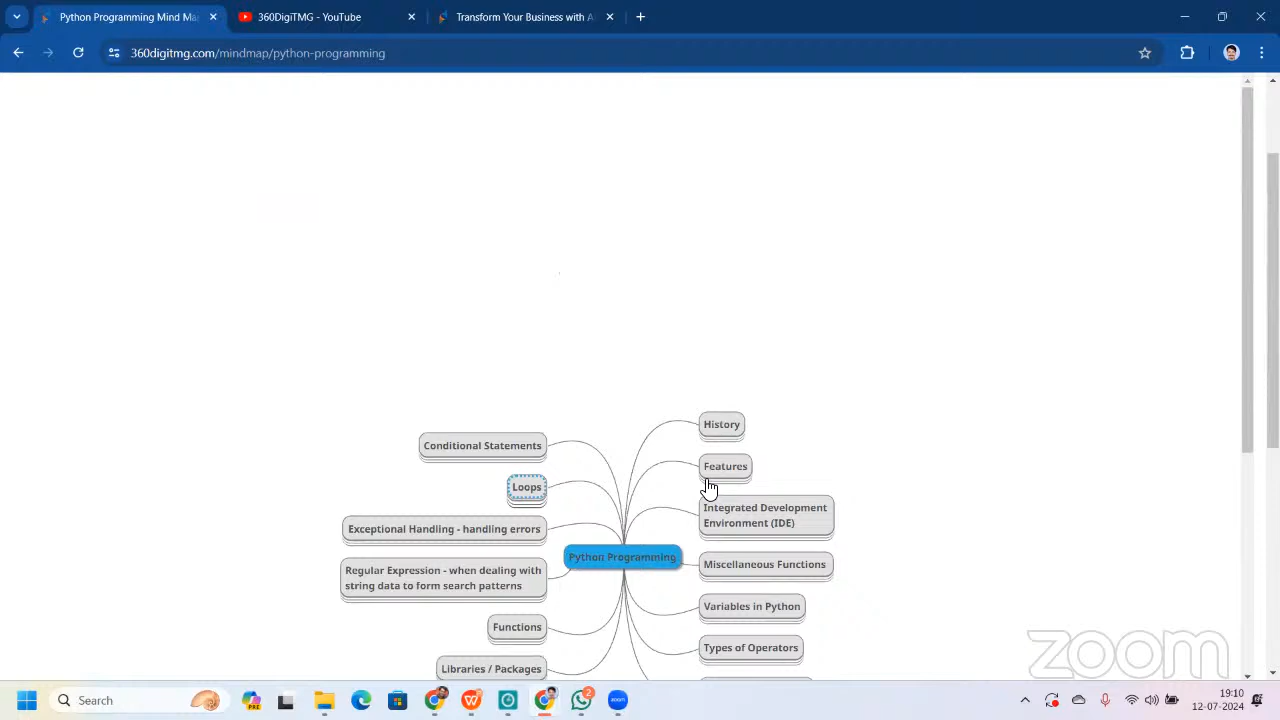 Python Programming Mind Ma
360DigiTMG - YouTube
Transform Your Business with A
360digitmg.com/mindmap/python-programming
History
Conditional Statements
Features
Loops
Integrated Development
Environment (IDE)
Exceptional Handling - handling errors
Python Programming
Miscellaneous Functions
Regular Expression - when dealing with
string data to form search patterns
Variables in Python
Functions
Types of Operators
Libraries / Packages
zoom
Search
PRE
2
zoom
19:10
12-07-2024